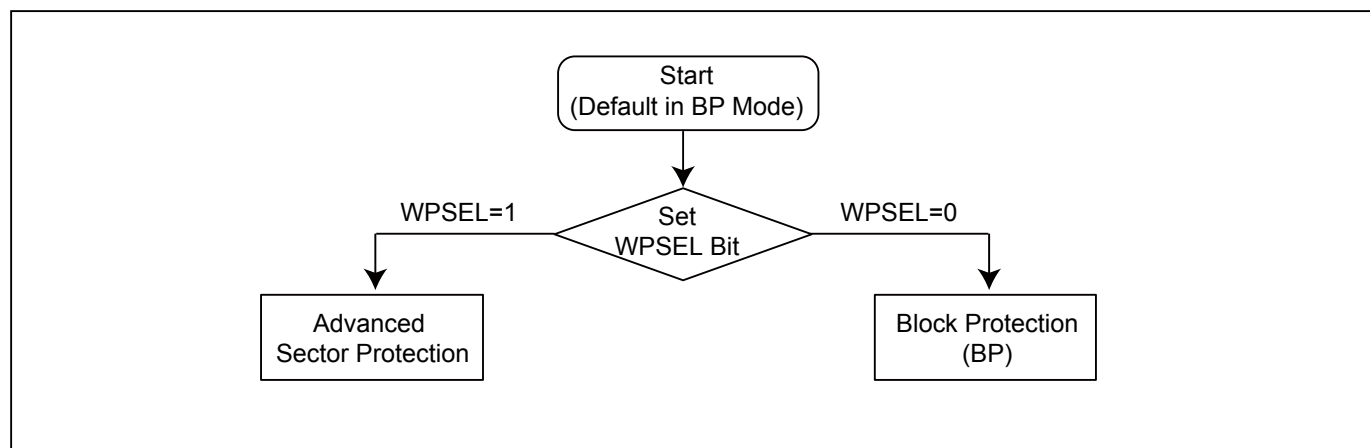 Start
(Default in BP Mode)
WPSEL=1
Set
WPSEL Bit
WPSEL=0
Advanced
Sector Protection
Block Protection
(BP)